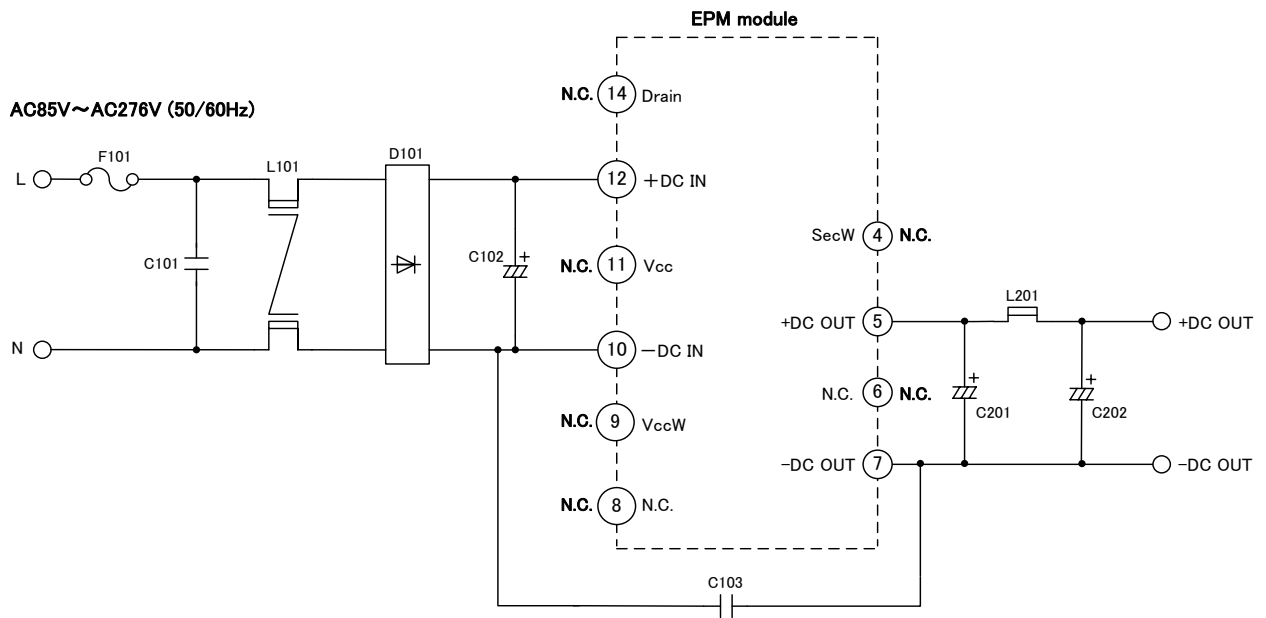 EPM module
N.C. 14 Drain
AC85V～AC276V (50/60Hz)
F101
L101
D101
L
12 +DC IN
SecW 4 N.C.
C101
C102
+
N.C. 11 Vcc
L201
+DC OUT 5
+DC OUT
N
10 −DC IN
N.C. 6 N.C.
+
C201
+
C202
N.C. 9 VccW
−DC OUT 7
−DC OUT
N.C. 8 N.C.
C103